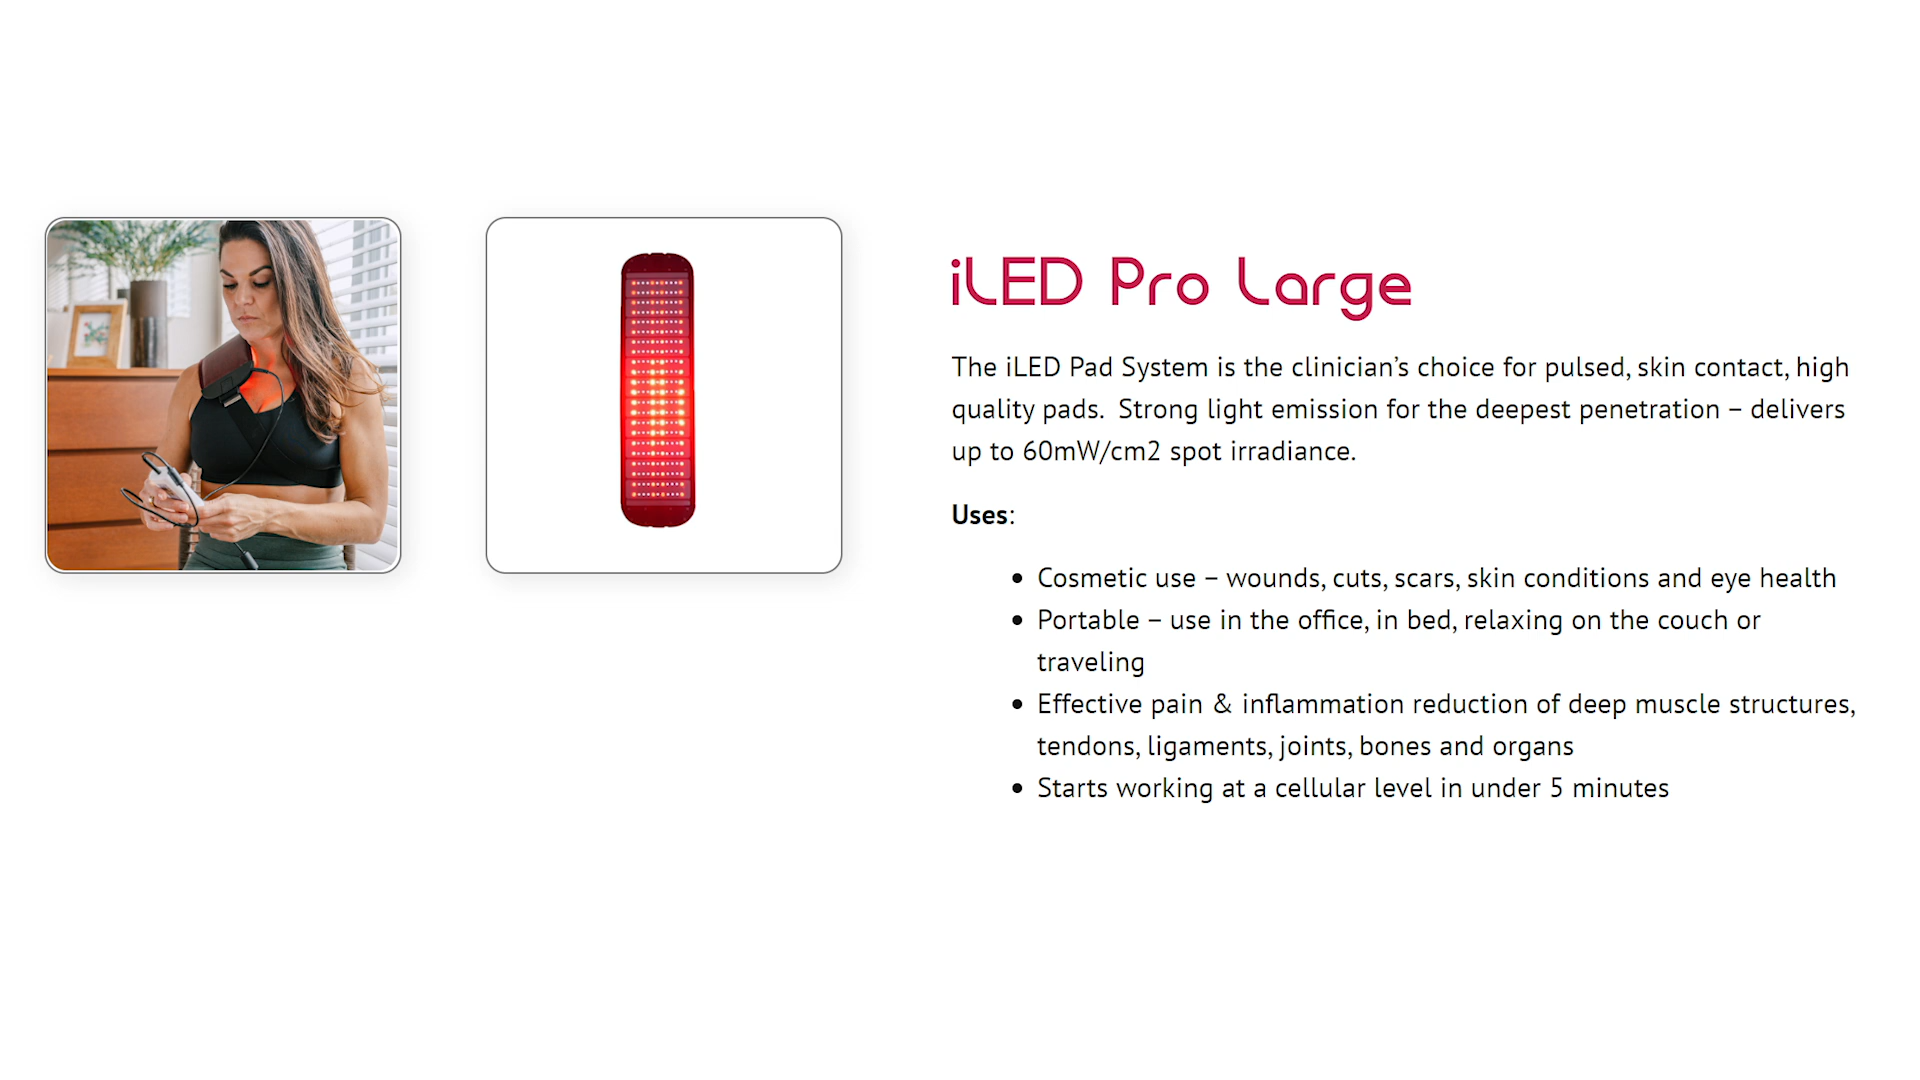 iLED Pro Large
The iLED Pad System is the clinician’s choice for pulsed, skin contact, high
quality pads.  Strong light emission for the deepest penetration – delivers
up to 60mW/cm2 spot irradiance.
Uses:
• Cosmetic use – wounds, cuts, scars, skin conditions and eye health
• Portable – use in the office, in bed, relaxing on the couch or
traveling
• Effective pain & inflammation reduction of deep muscle structures,
tendons, ligaments, joints, bones and organs
• Starts working at a cellular level in under 5 minutes